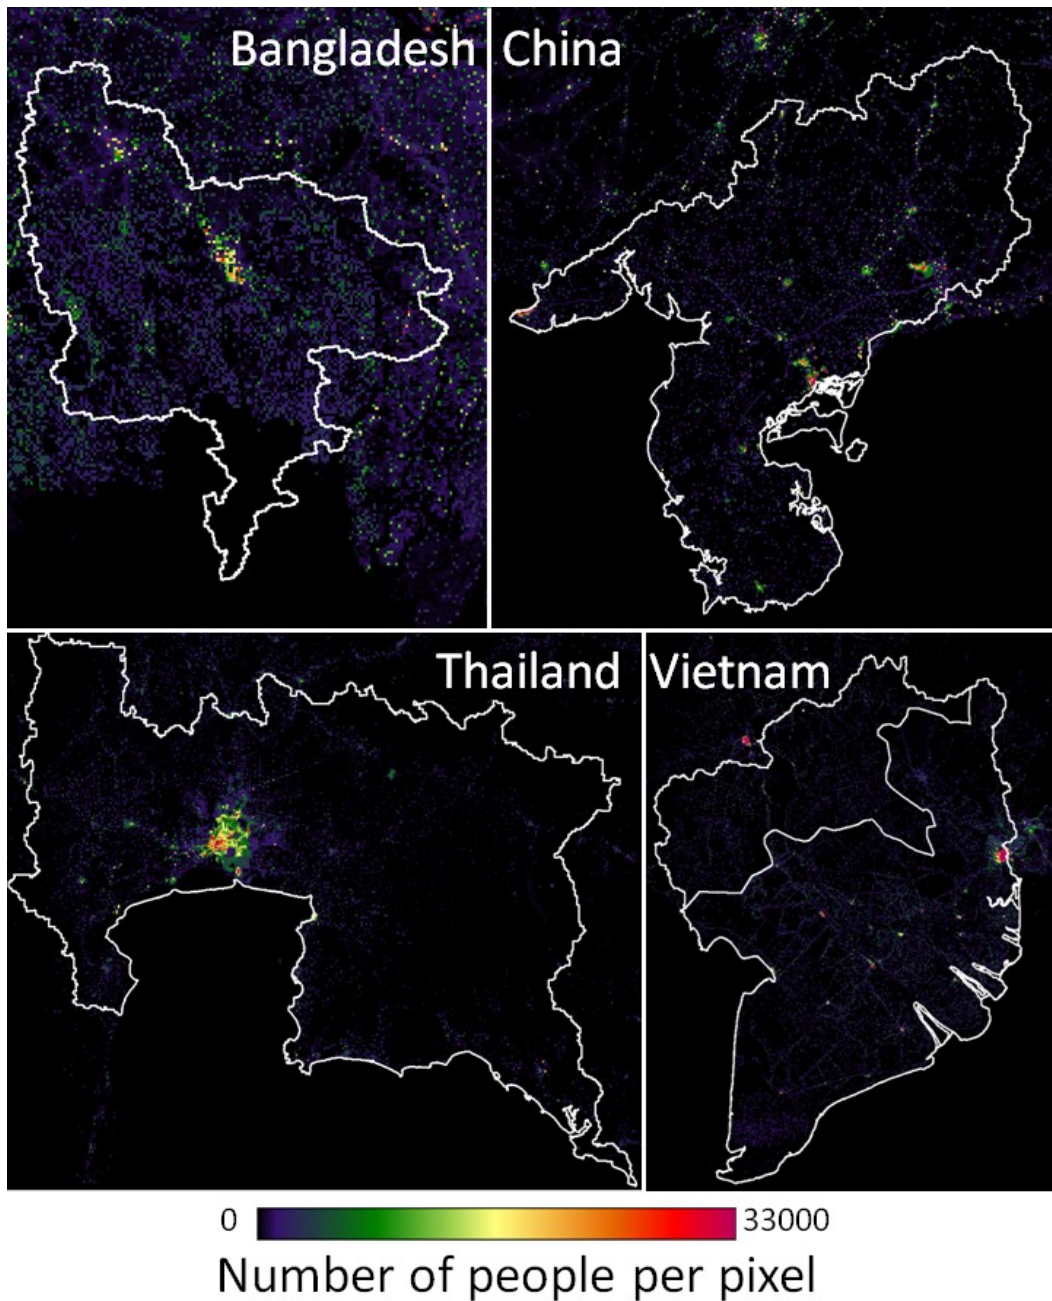 Bangladesh
China
Thailand
Vietnam
0
33000
Number of people per pixel